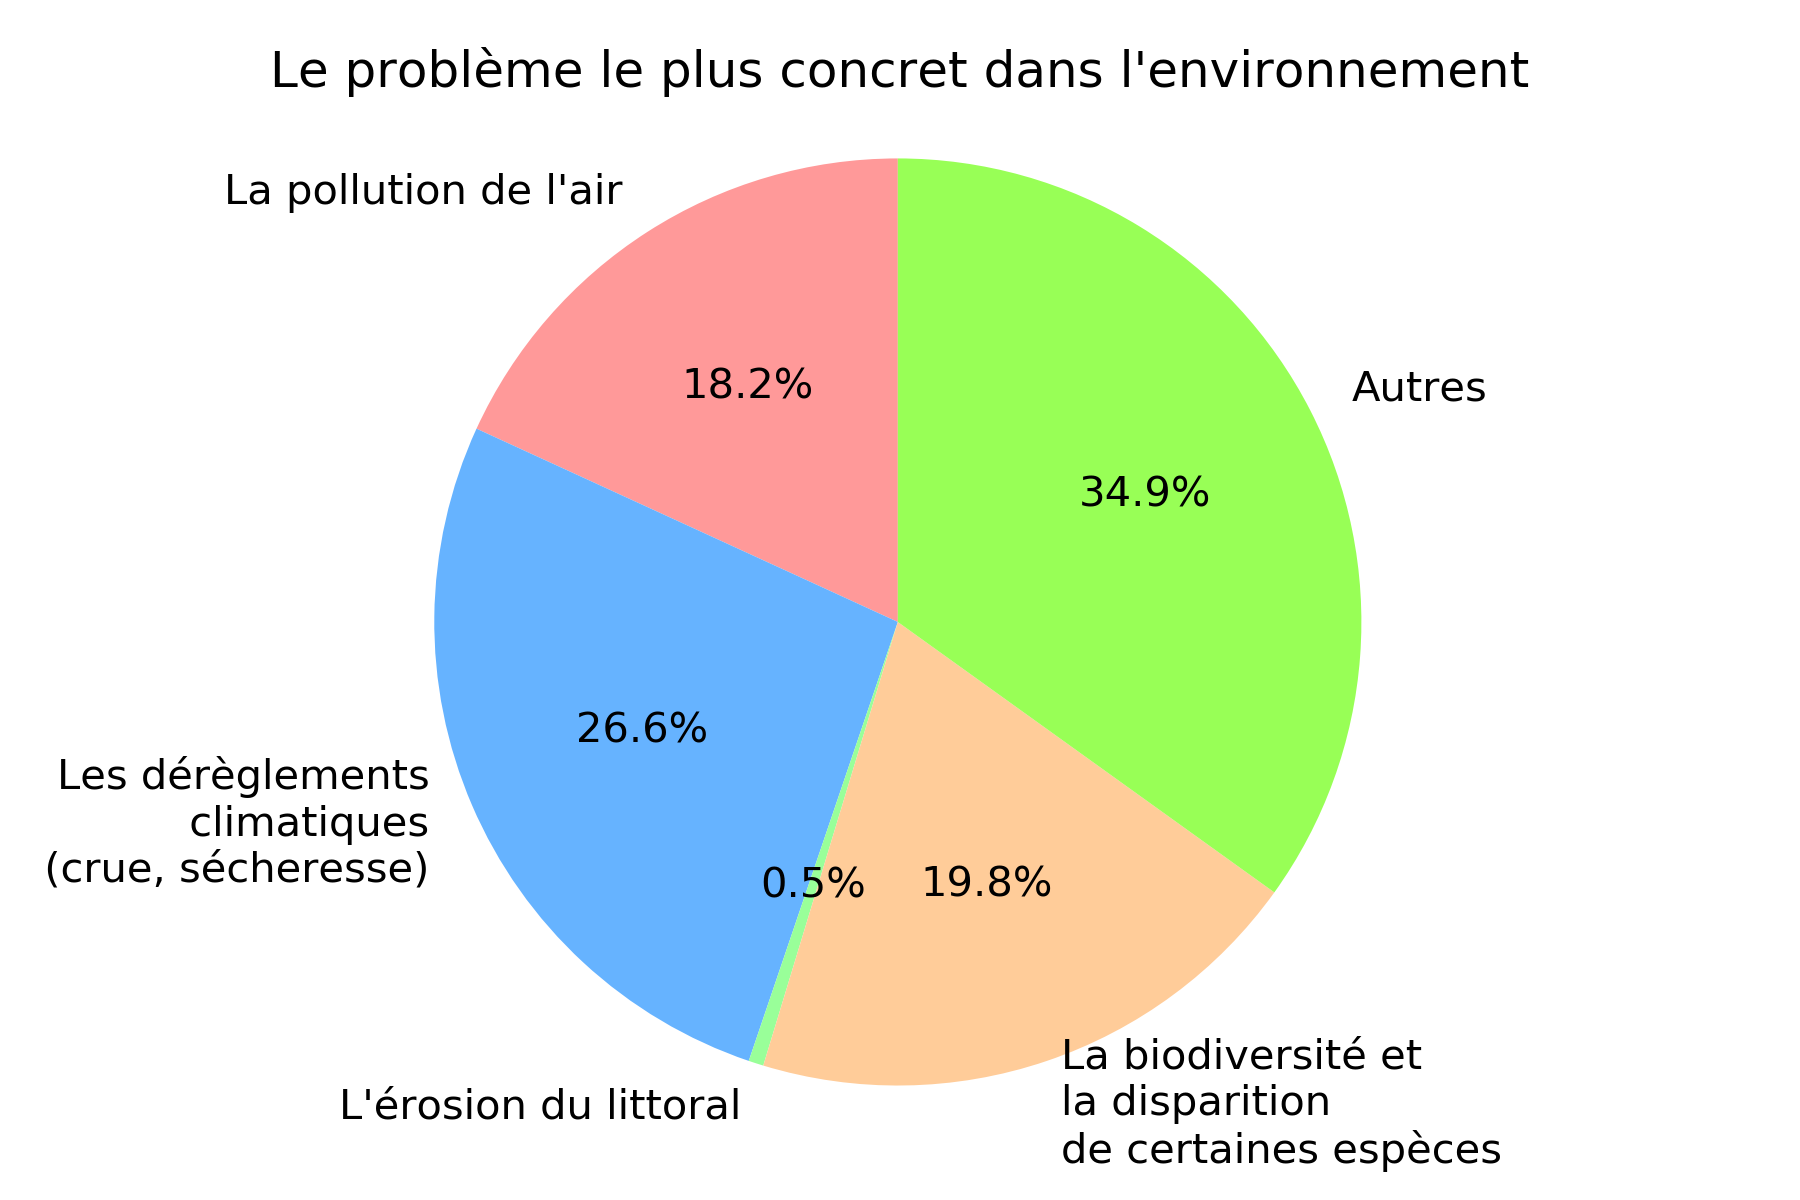 Le problème le plus concret dans l'environnement
La pollution de l'air
18.2%
Autres
34.9%
26.6%
Les dérèglements
climatiques
(crue, sécheresse)
0.5%
19.8%
L'érosion du littoral
La biodiversité et
la disparition
de certaines espèces